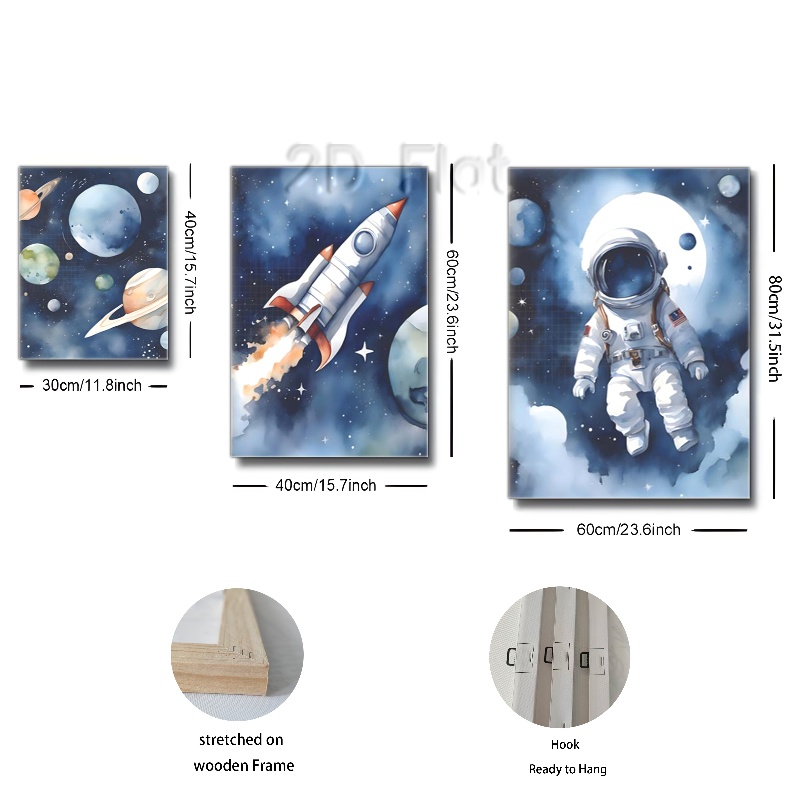 2D Flat
40cm/15.7inch
30cm/11.8inch
60cm/23.6inch
40cm/15.7inch
80cm/31.5inch
60cm/23.6inch
stretched on
wooden Frame
Hook
Ready to Hang